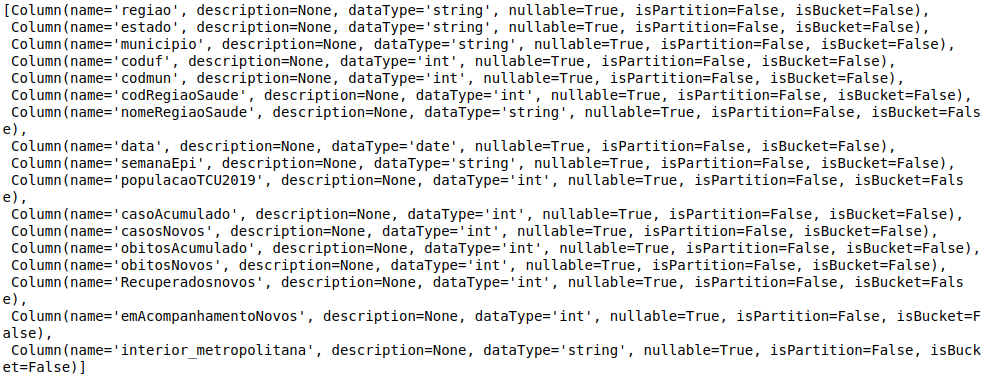 [Column(name='regiao', description=None, dataType='string', nullable=True, isPartition=False, isBucket=False),
 Column(name='estado', description=None, dataType='string', nullable=True, isPartition=False, isBucket=False),
 Column(name='municipio', description=None, dataType='string', nullable=True, isPartition=False, isBucket=False),
 Column(name='coduf', description=None, dataType='int', nullable=True, isPartition=False, isBucket=False),
 Column(name='codmun', description=None, dataType='int', nullable=True, isPartition=False, isBucket=False),
 Column(name='codRegiaoSaude', description=None, dataType='int', nullable=True, isPartition=False, isBucket=False),
 Column(name='nomeRegiaoSaude', description=None, dataType='string', nullable=True, isPartition=False, isBucket=Fals
e),
 Column(name='data', description=None, dataType='date', nullable=True, isPartition=False, isBucket=False),
 Column(name='semanaEpi', description=None, dataType='string', nullable=True, isPartition=False, isBucket=False),
 Column(name='populacaoTCU2019', description=None, dataType='int', nullable=True, isPartition=False, isBucket=Fals
e),
 Column(name='casoAcumulado', description=None, dataType='int', nullable=True, isPartition=False, isBucket=False),
 Column(name='casosNovos', description=None, dataType='int', nullable=True, isPartition=False, isBucket=False),
 Column(name='obitosAcumulado', description=None, dataType='int', nullable=True, isPartition=False, isBucket=False),
 Column(name='obitosNovos', description=None, dataType='int', nullable=True, isPartition=False, isBucket=False),
 Column(name='Recuperadosnovos', description=None, dataType='int', nullable=True, isPartition=False, isBucket=Fals
e),
 Column(name='emAcompanhamentoNovos', description=None, dataType='int', nullable=True, isPartition=False, isBucket=F
alse),
 Column(name='interior_metropolitana', description=None, dataType='string', nullable=True, isPartition=False, isBuck
et=False)]